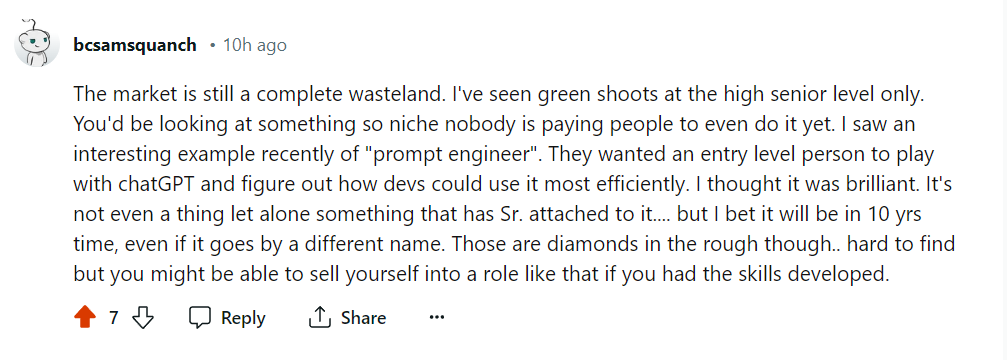 bcsamsquanch • 10h ago
The market is still a complete wasteland. I've seen green shoots at the high senior level only.
You'd be looking at something so niche nobody is paying people to even do it yet. I saw an
interesting example recently of "prompt engineer". They wanted an entry level person to play
with chatGPT and figure out how devs could use it most efficiently. I thought it was brilliant. It's
not even a thing let alone something that has Sr. attached to it.... but I bet it will be in 10 yrs
time, even if it goes by a different name. Those are diamonds in the rough though.. hard to find
but you might be able to sell yourself into a role like that if you had the skills developed.
7 Reply Share ...